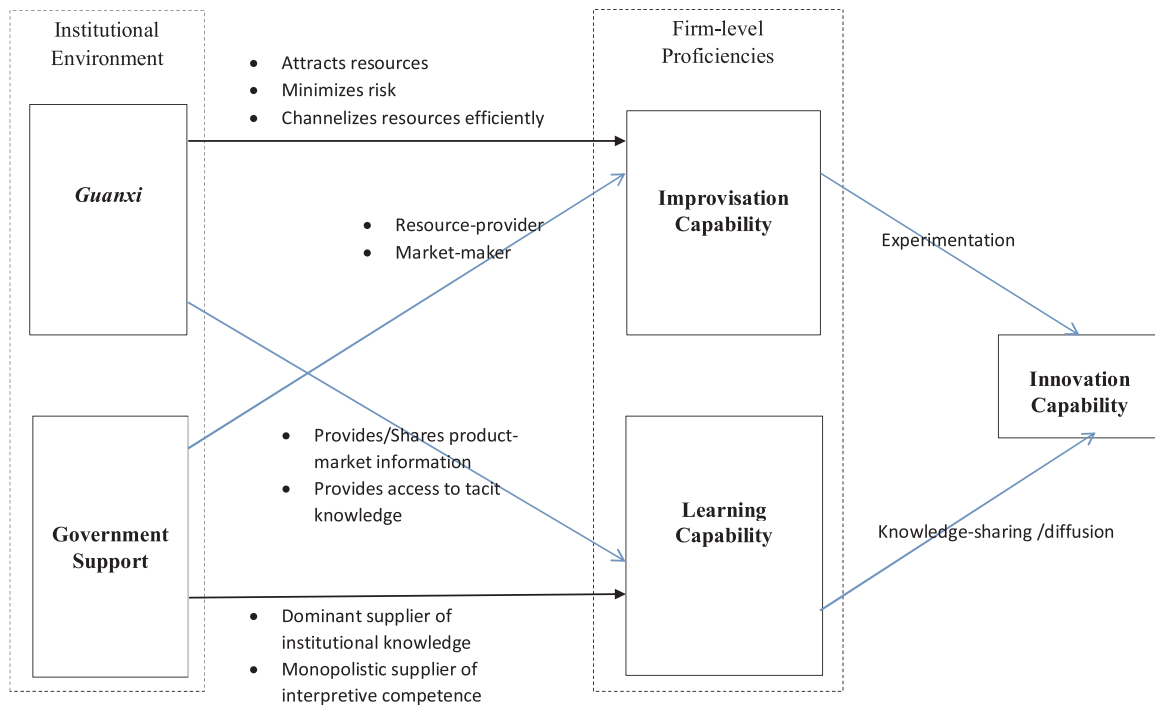 Institutional
Environment
Firm-level
Proficiencies
• Attracts resources
• Minimizes risk
• Channelizes resources efficiently
Guanxi
Improvisation
Capability
• Resource-provider
• Market-maker
Experimentation
Innovation
Capability
• Provides/Shares product-
market information
• Provides access to tacit
knowledge
Government
Support
Learning
Capability
Knowledge-sharing /diffusion
• Dominant supplier of
institutional knowledge
• Monopolistic supplier of
interpretive competence